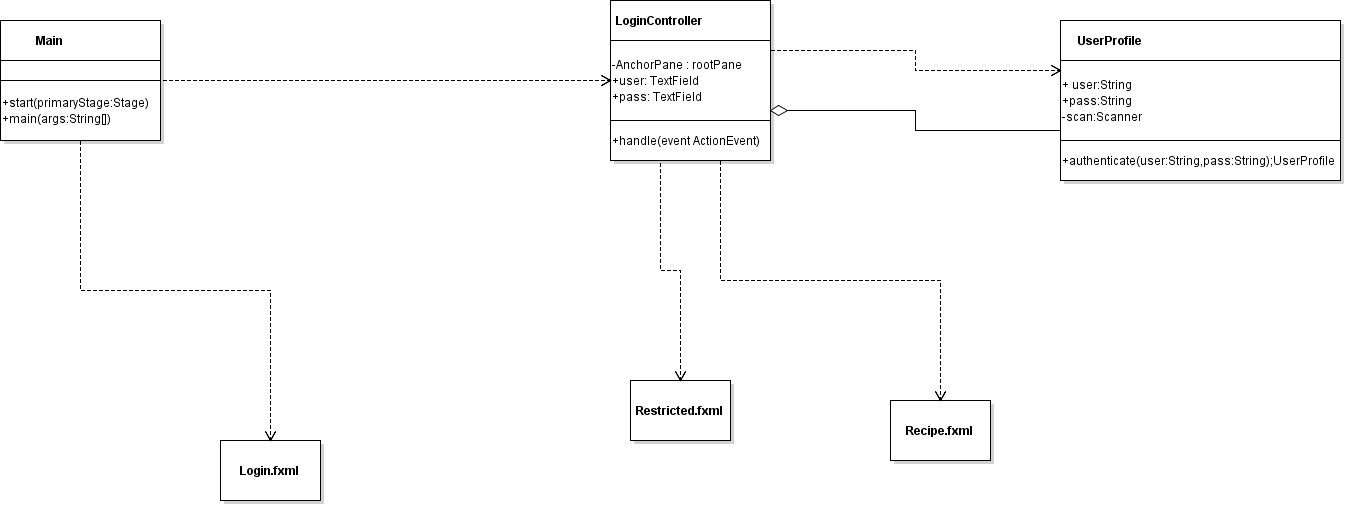 Main
+start(primaryStage:Stage)
+main(args:String[])
LoginController
-AnchorPane : rootPane
+user: TextField
+pass: TextField
+handle(event ActionEvent)
UserProfile
+ user:String
+pass:String
-scan:Scanner
+authenticate(user:String,pass:String);UserProfile
Restricted.fxml
Recipe.fxml
Login.fxml